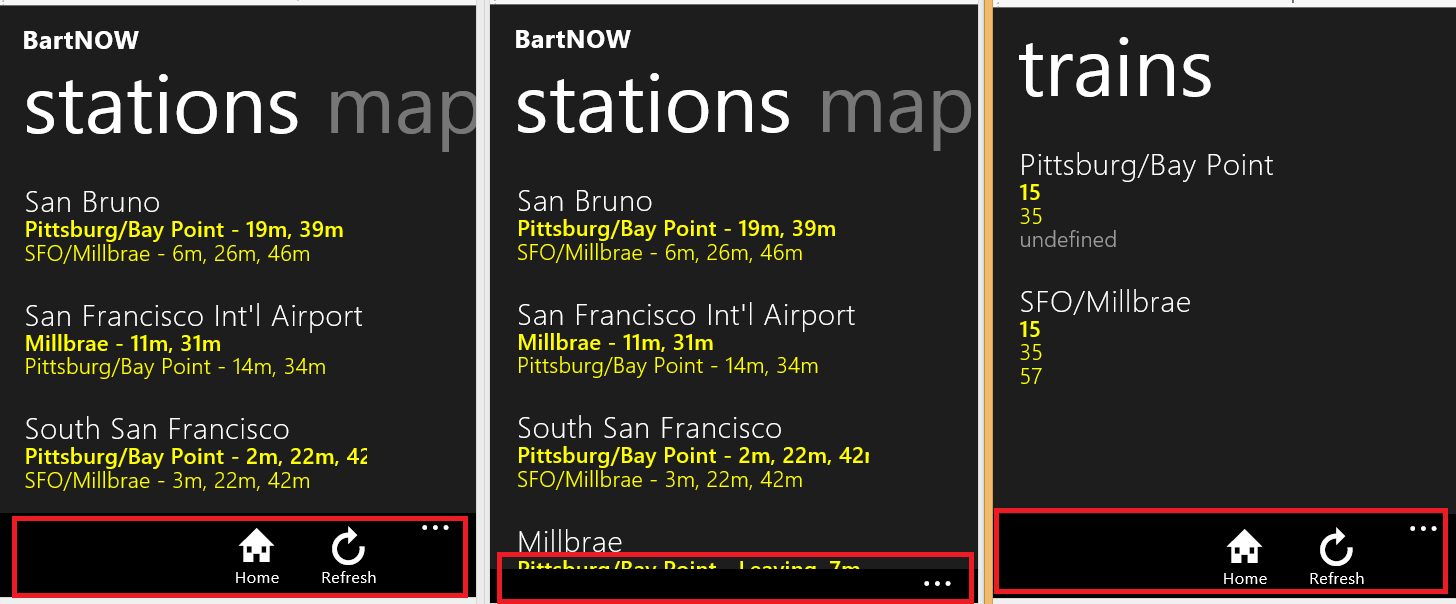 BartNOW
stations map
San Bruno
Pittsburg/Bay Point - 19m, 39m
SFO/Millbrae - 6m, 26m, 46m
San Francisco Int'l Airport
Millbrae - 11m, 31m
Pittsburg/Bay Point - 14m, 34m
South San Francisco
Pittsburg/Bay Point - 2m, 22m, 42
SFO/Millbrae - 3m, 22m, 42m
...
Home Refresh
BartNOW
stations map
San Bruno
Pittsburg/Bay Point - 19m, 39m
SFO/Millbrae - 6m, 26m, 46m
San Francisco Int'l Airport
Millbrae - 11m, 31m
Pittsburg/Bay Point - 14m, 34m
South San Francisco
Pittsburg/Bay Point - 2m, 22m, 42m
SFO/Millbrae - 3m, 22m, 42m
Millbrae
Pittsburg/Bay Point - Leaving, 7m
...
trains
Pittsburg/Bay Point
15
35
undefined
SFO/Millbrae
15
35
57
...
Home Refresh